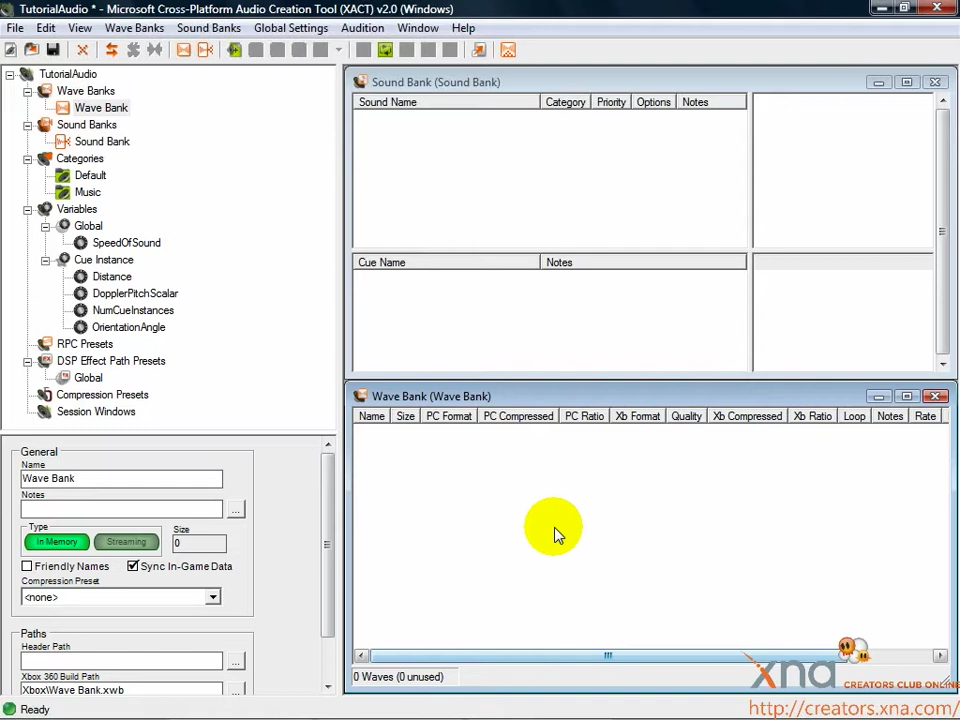 TutorialAudio * - Microsoft Cross-Platform Audio Creation Tool (XACT) v2.0 (Windows)
File Edit View Wave Banks Sound Banks Global Settings Audition Window Help
TutorialAudio
Wave Banks
Wave Bank
Sound Banks
Sound Bank
Categories
Default
Music
Variables
Global
SpeedOfSound
Cue Instance
Distance
DopplerPitchScalar
NumCueInstances
OrientationAngle
RPC Presets
DSP Effect Path Presets
Global
Compression Presets
Session Windows
General
Name
Wave Bank
Notes
...
Type
In Memory Streaming
Size
0
Friendly Names Sync In-Game Data
Compression Preset
<none>
Paths
Header Path
...
Xbox 360 Build Path
Xbox\Wave Bank.xwb ...
Ready
Sound Bank (Sound Bank)
Sound Name Category Priority Options Notes
Cue Name Notes
Wave Bank (Wave Bank)
Name Size PC Format PC Compressed PC Ratio Xb Format Quality Xb Compressed Xb Ratio Loop Notes Rate
0 Waves (0 unused)
xna CREATORS CLUB ONLINE
http://creators.xna.com/